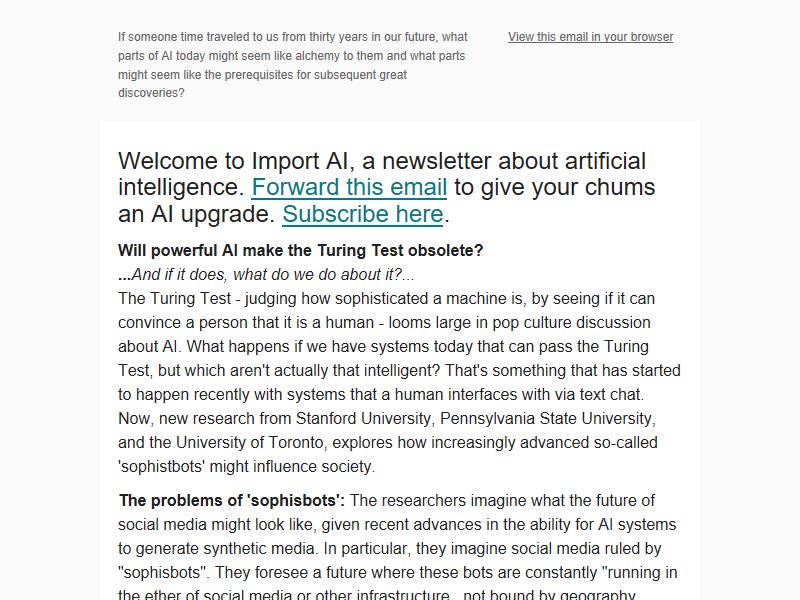 If someone time traveled to us from thirty years in our future, what
parts of AI today might seem like alchemy to them and what parts
might seem like the prerequisites for subsequent great
discoveries?
View this email in your browser
Welcome to Import AI, a newsletter about artificial
intelligence. Forward this email to give your chums
an AI upgrade. Subscribe here.
Will powerful AI make the Turing Test obsolete?
...And if it does, what do we do about it?...
The Turing Test - judging how sophisticated a machine is, by seeing if it can
convince a person that it is a human - looms large in pop culture discussion
about AI. What happens if we have systems today that can pass the Turing
Test, but which aren't actually that intelligent? That's something that has started
to happen recently with systems that a human interfaces with via text chat.
Now, new research from Stanford University, Pennsylvania State University,
and the University of Toronto, explores how increasingly advanced so-called
'sophistbots' might influence society.
The problems of 'sophisbots': The researchers imagine what the future of
social media might look like, given recent advances in the ability for AI systems
to generate synthetic media. In particular, they imagine social media ruled by
"sophisbots". They foresee a future where these bots are constantly "running in
the ether of social media or other infrastructure...not bound by geography,